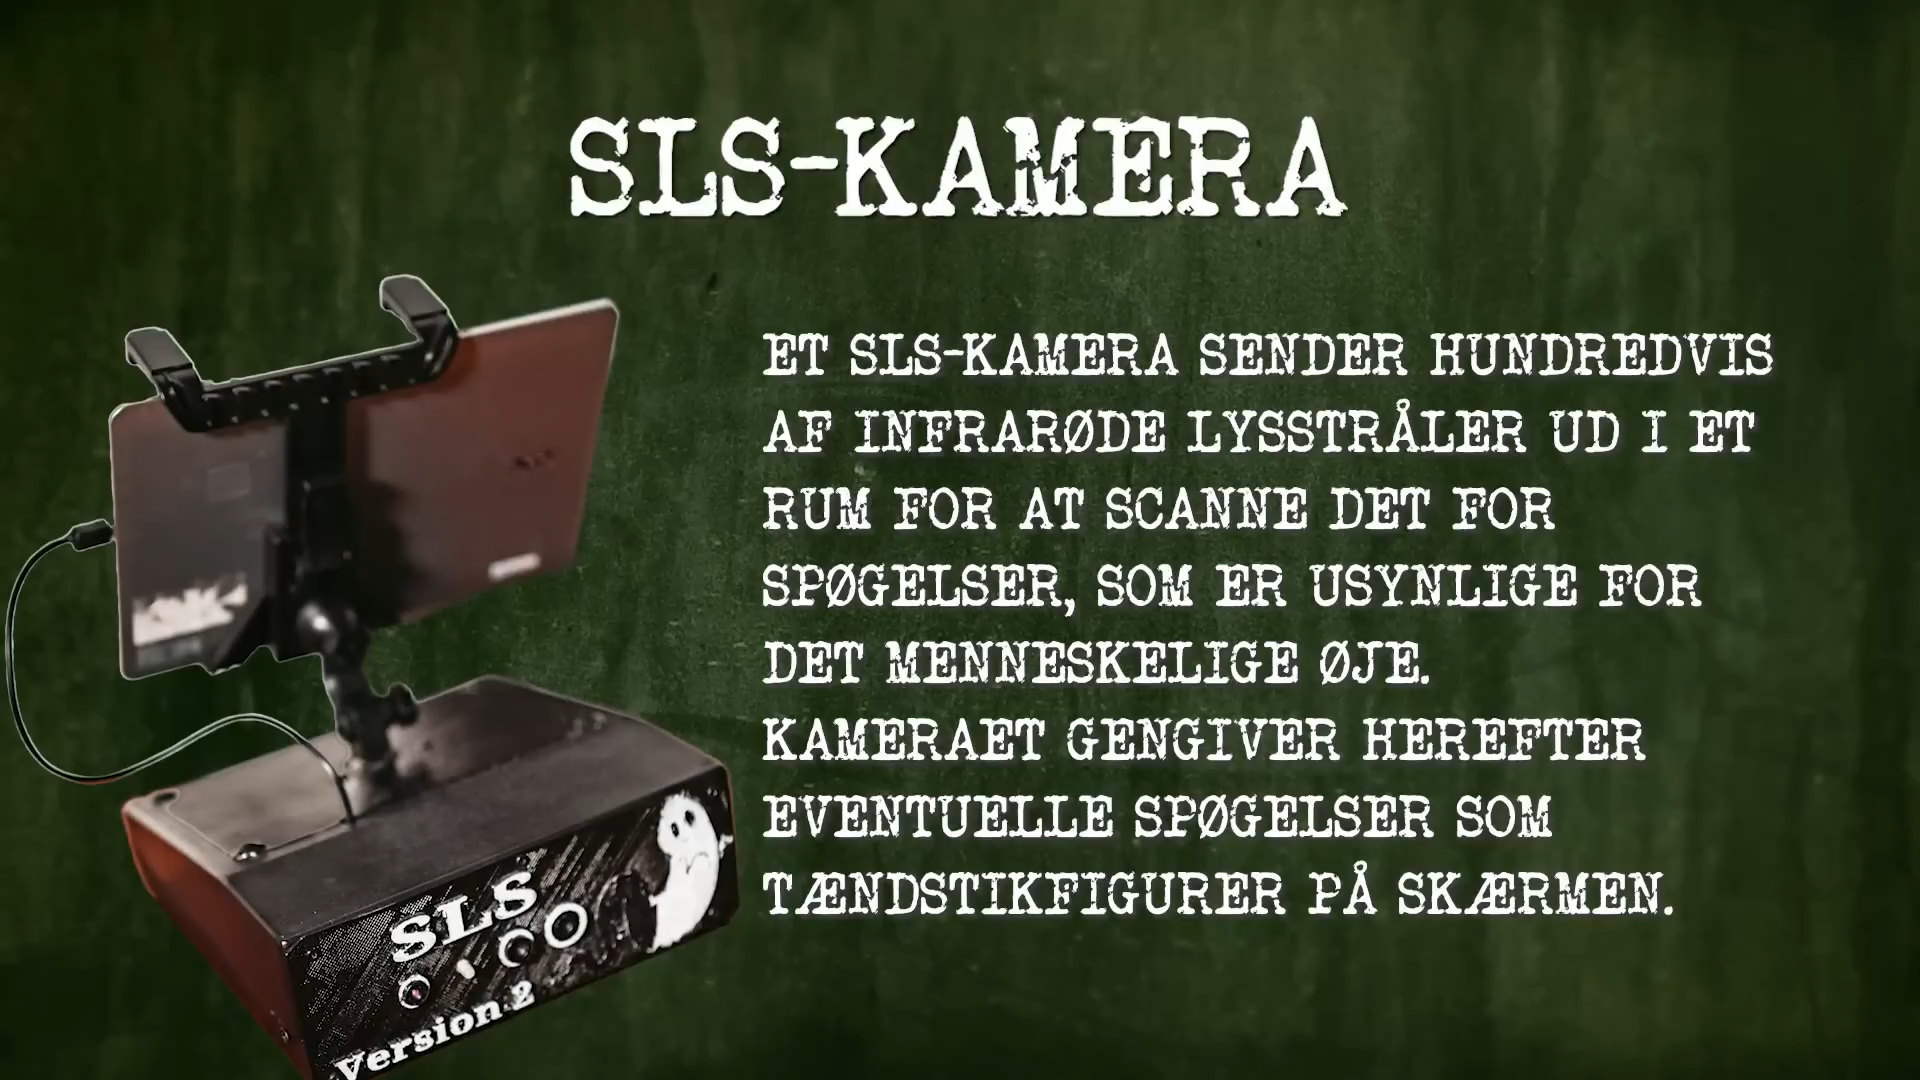 SLS-KAMERA
ET SLS-KAMERA SENDER HUNDREDVIS
AF INFRARØDE LYSSTRÅLER UD I ET
RUM FOR AT SCANNE DET FOR
SPØGELSER, SOM ER USYNLIGE FOR
DET MENNESKELIGE ØJE.
KAMERAET GENGIVER HEREFTER
EVENTUELLE SPØGELSER SOM
TÆNDSTIKFIGURER PÅ SKÆRMEN.
SLS
Version 2